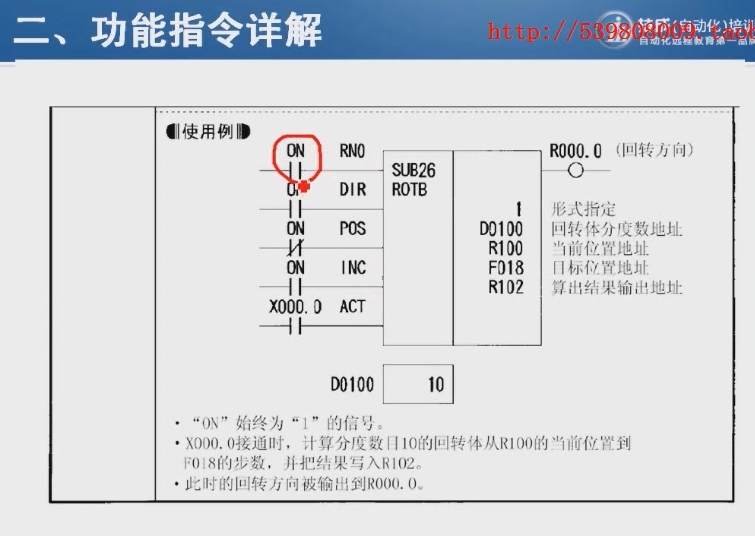 二、功能指令详解
http://539808009.taob
(自动化)培训
自动化远程教育第一品牌
使用例
ON RN0
R000.0 (回转方向)
SUB26
ROTB
DIR
ON POS
ON INC
X000.0 ACT
1 形式指定
D0100 回转体分度数地址
R100 当前位置地址
F018 目标位置地址
R102 算出结果输出地址
D0100 10
·“ON”始终为“1”的信号。
·X000.0接通时，计算分度数目10的回转体从R100的当前位置到
F018的步数，并把结果写入R102。
·此时的回转方向被输出到R000.0。